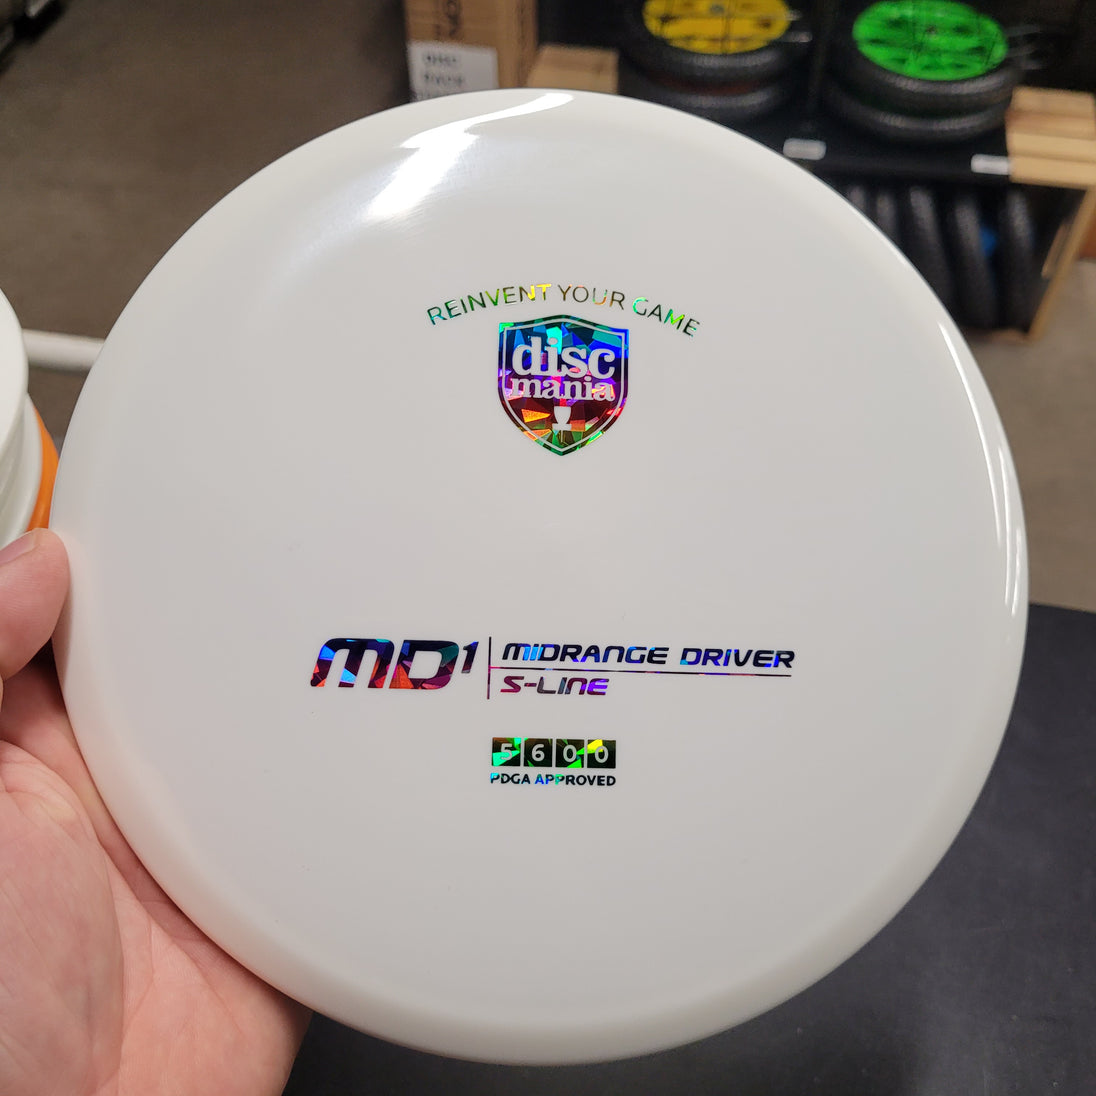 REINVENT YOUR GAME
disc
mania
MD1
MIDRANGE DRIVER
S-LINE
5 6 0 0
PDGA APPROVED